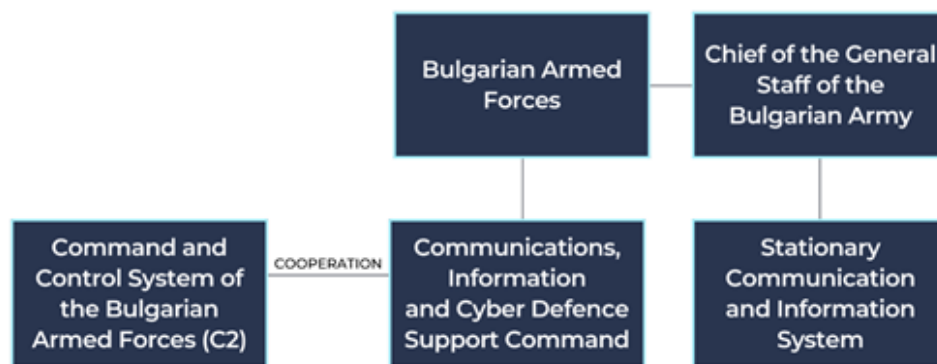 Bulgarian Armed
Forces
Chief of the General
Staff of the
Bulgarian Army
Command and
Control System of
the Bulgarian
Armed Forces (C2)
COOPERATION
Communications,
Information
and Cyber Defence
Support Command
Stationary
Communication
and Information
System